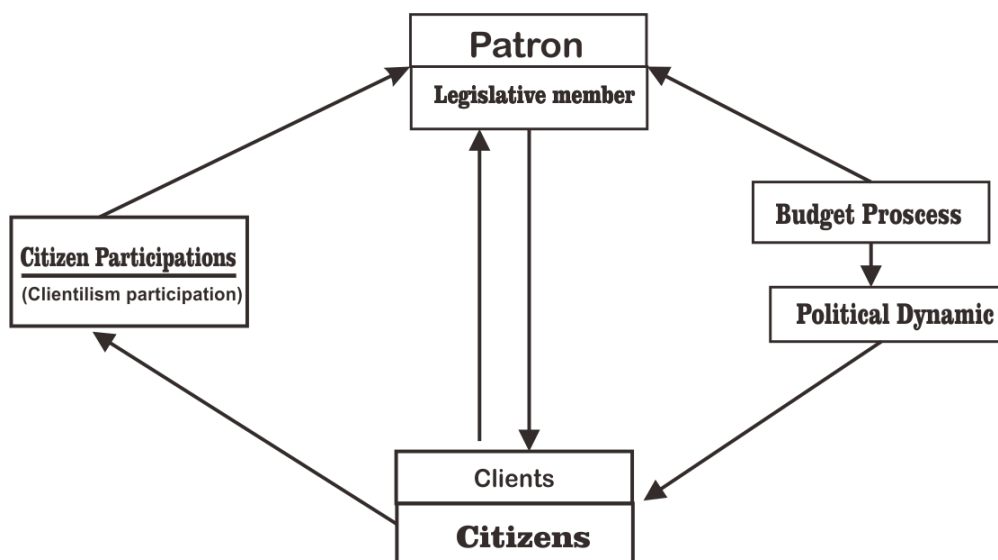 Patron
Legislative member
Budget Proscess
Citizen Participations
(Clientilism participation)
Political Dynamic
Clients
Citizens